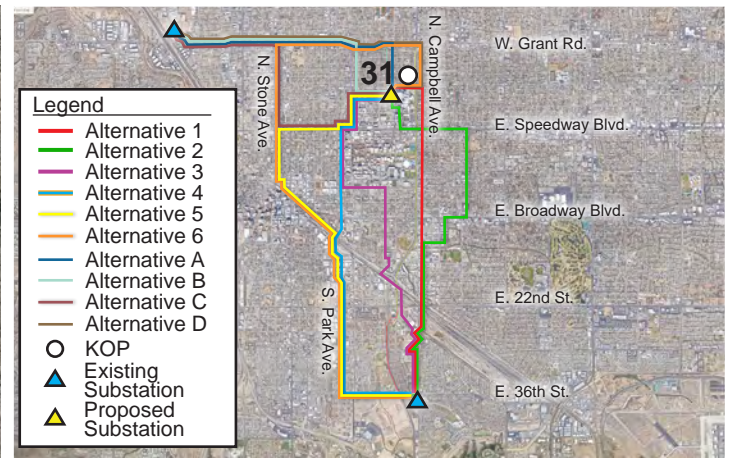 W. Grant Rd.
N. Campbell Ave.
31
N. Stone Ave.
Legend
Alternative 1
Alternative 2
Alternative 3
Alternative 4
Alternative 5
Alternative 6
Alternative A
Alternative B
Alternative C
Alternative D
KOP
Existing
Substation
Proposed
Substation
E. Speedway Blvd.
E. Broadway Blvd.
E. 22nd St.
S. Park Ave.
E. 36th St.